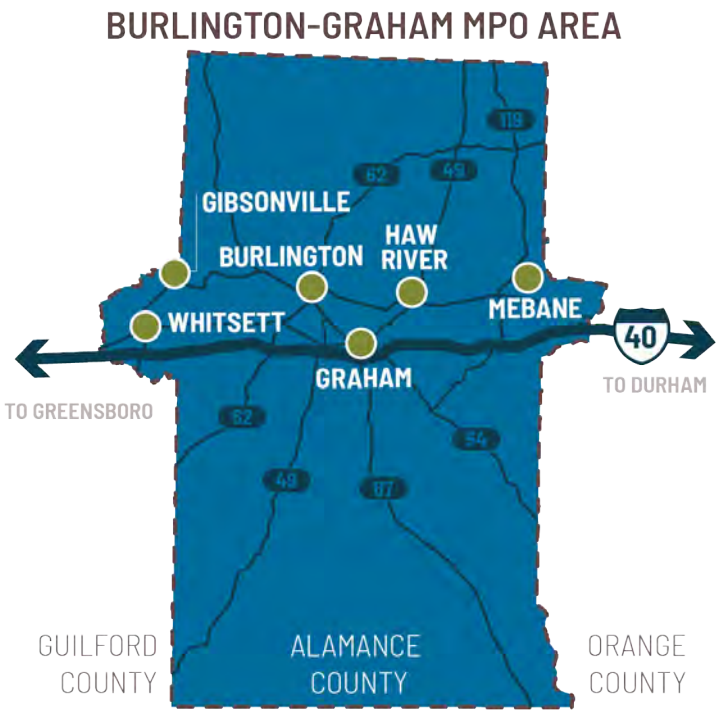 BURLINGTON-GRAHAM MPO AREA
119
62
49
GIBSONVILLE
HAW
RIVER
BURLINGTON
MEBANE
WHITSETT
40
GRAHAM
TO DURHAM
TO GREENSBORO
62
54
49
87
GUILFORD
COUNTY
ALAMANCE
COUNTY
ORANGE
COUNTY